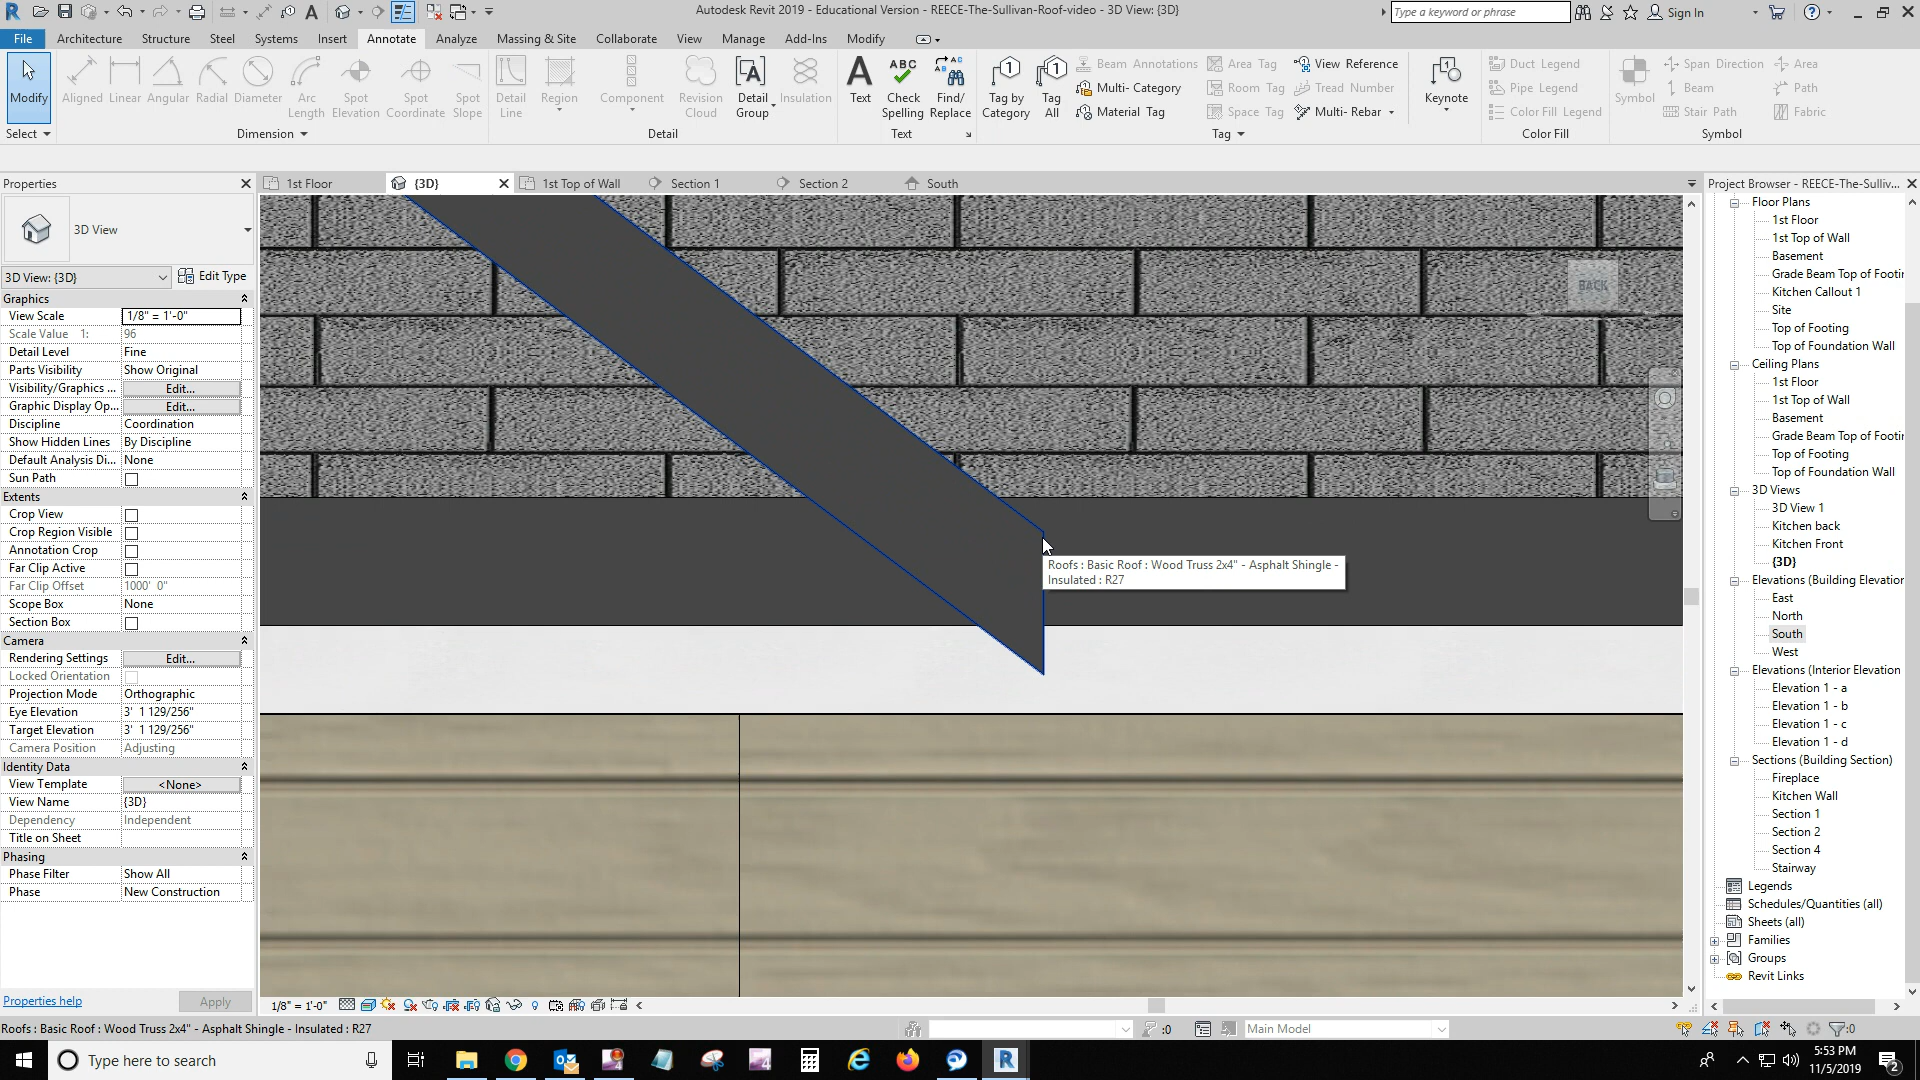 Autodesk Revit 2019 - Educational Version - REECE-The-Sullivan-Roof-video - 3D View: {3D}
Type a keyword or phrase
Sign In
File Architecture Structure Steel Systems Insert Annotate Analyze Massing & Site Collaborate View Manage Add-Ins Modify
Modify
Aligned Linear Angular Radial Diameter Arc Length Spot Elevation Spot Coordinate Spot Slope
Detail Line Region Component Revision Cloud Detail Group Insulation
Text Check Spelling Find/ Replace
Tag by Category Tag All
Beam Annotations Area Tag View Reference
Multi- Category Room Tag Tread Number
Material Tag Space Tag Multi- Rebar
Keynote
Duct Legend
Pipe Legend
Color Fill Legend
Symbol
Span Direction Area
Beam Path
Stair Path Fabric
Select Dimension Detail Text Tag Color Fill Symbol
Properties
1st Floor {3D} 1st Top of Wall Section 1 Section 2 South
Project Browser - REECE-The-Sulliv...
3D View
3D View: {3D} Edit Type
Graphics
View Scale 1/8" = 1'-0"
Scale Value 1: 96
Detail Level Fine
Parts Visibility Show Original
Visibility/Graphics ... Edit...
Graphic Display Op... Edit...
Discipline Coordination
Show Hidden Lines By Discipline
Default Analysis Di... None
Sun Path
Extents
Crop View
Crop Region Visible
Annotation Crop
Far Clip Active
Far Clip Offset 1000' 0"
Scope Box None
Section Box
Camera
Rendering Settings Edit...
Locked Orientation
Projection Mode Orthographic
Eye Elevation 3' 1 129/256"
Target Elevation 3' 1 129/256"
Camera Position Adjusting
Identity Data
View Template <None>
View Name {3D}
Dependency Independent
Title on Sheet
Phasing
Phase Filter Show All
Phase New Construction
Properties help Apply
BACK
Roofs : Basic Roof : Wood Truss 2x4" - Asphalt Shingle -
Insulated : R27
Floor Plans
1st Floor
1st Top of Wall
Basement
Grade Beam Top of Footir
Kitchen Callout 1
Site
Top of Footing
Top of Foundation Wall
Ceiling Plans
1st Floor
1st Top of Wall
Basement
Grade Beam Top of Footir
Top of Footing
Top of Foundation Wall
3D Views
3D View 1
Kitchen back
Kitchen Front
{3D}
Elevations (Building Elevatior
East
North
South
West
Elevations (Interior Elevation
Elevation 1 - a
Elevation 1 - b
Elevation 1 - c
Elevation 1 - d
Sections (Building Section)
Fireplace
Kitchen Wall
Section 1
Section 2
Section 4
Stairway
Legends
Schedules/Quantities (all)
Sheets (all)
Families
Groups
Revit Links
1/8" = 1'-0"
Roofs : Basic Roof : Wood Truss 2x4" - Asphalt Shingle - Insulated : R27
:0
Main Model
:0
Type here to search
5:53 PM
11/5/2019
2